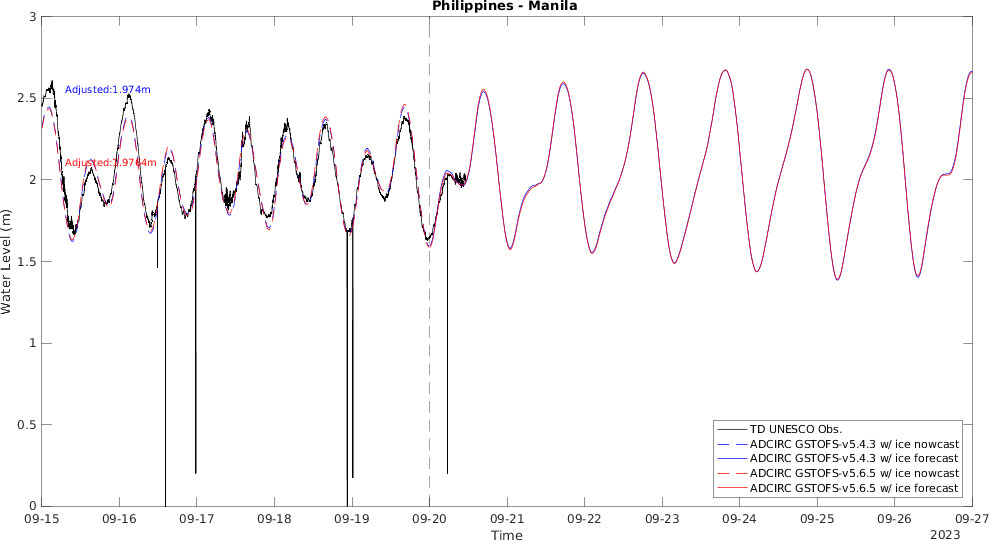 Philippines - Manila
3
2.5
2
1.5
1
0.5
0
Water Level (m)
Adjusted:1.974m
Adjusted:1.9764m
TD UNESCO Obs.
ADCIRC GSTOFS-v5.4.3 w/ ice nowcast
ADCIRC GSTOFS-v5.4.3 w/ ice forecast
ADCIRC GSTOFS-v5.6.5 w/ ice nowcast
ADCIRC GSTOFS-v5.6.5 w/ ice forecast
09-15 09-16 09-17 09-18 09-19 09-20 09-21 09-22 09-23 09-24 09-25 09-26 09-27
Time
2023